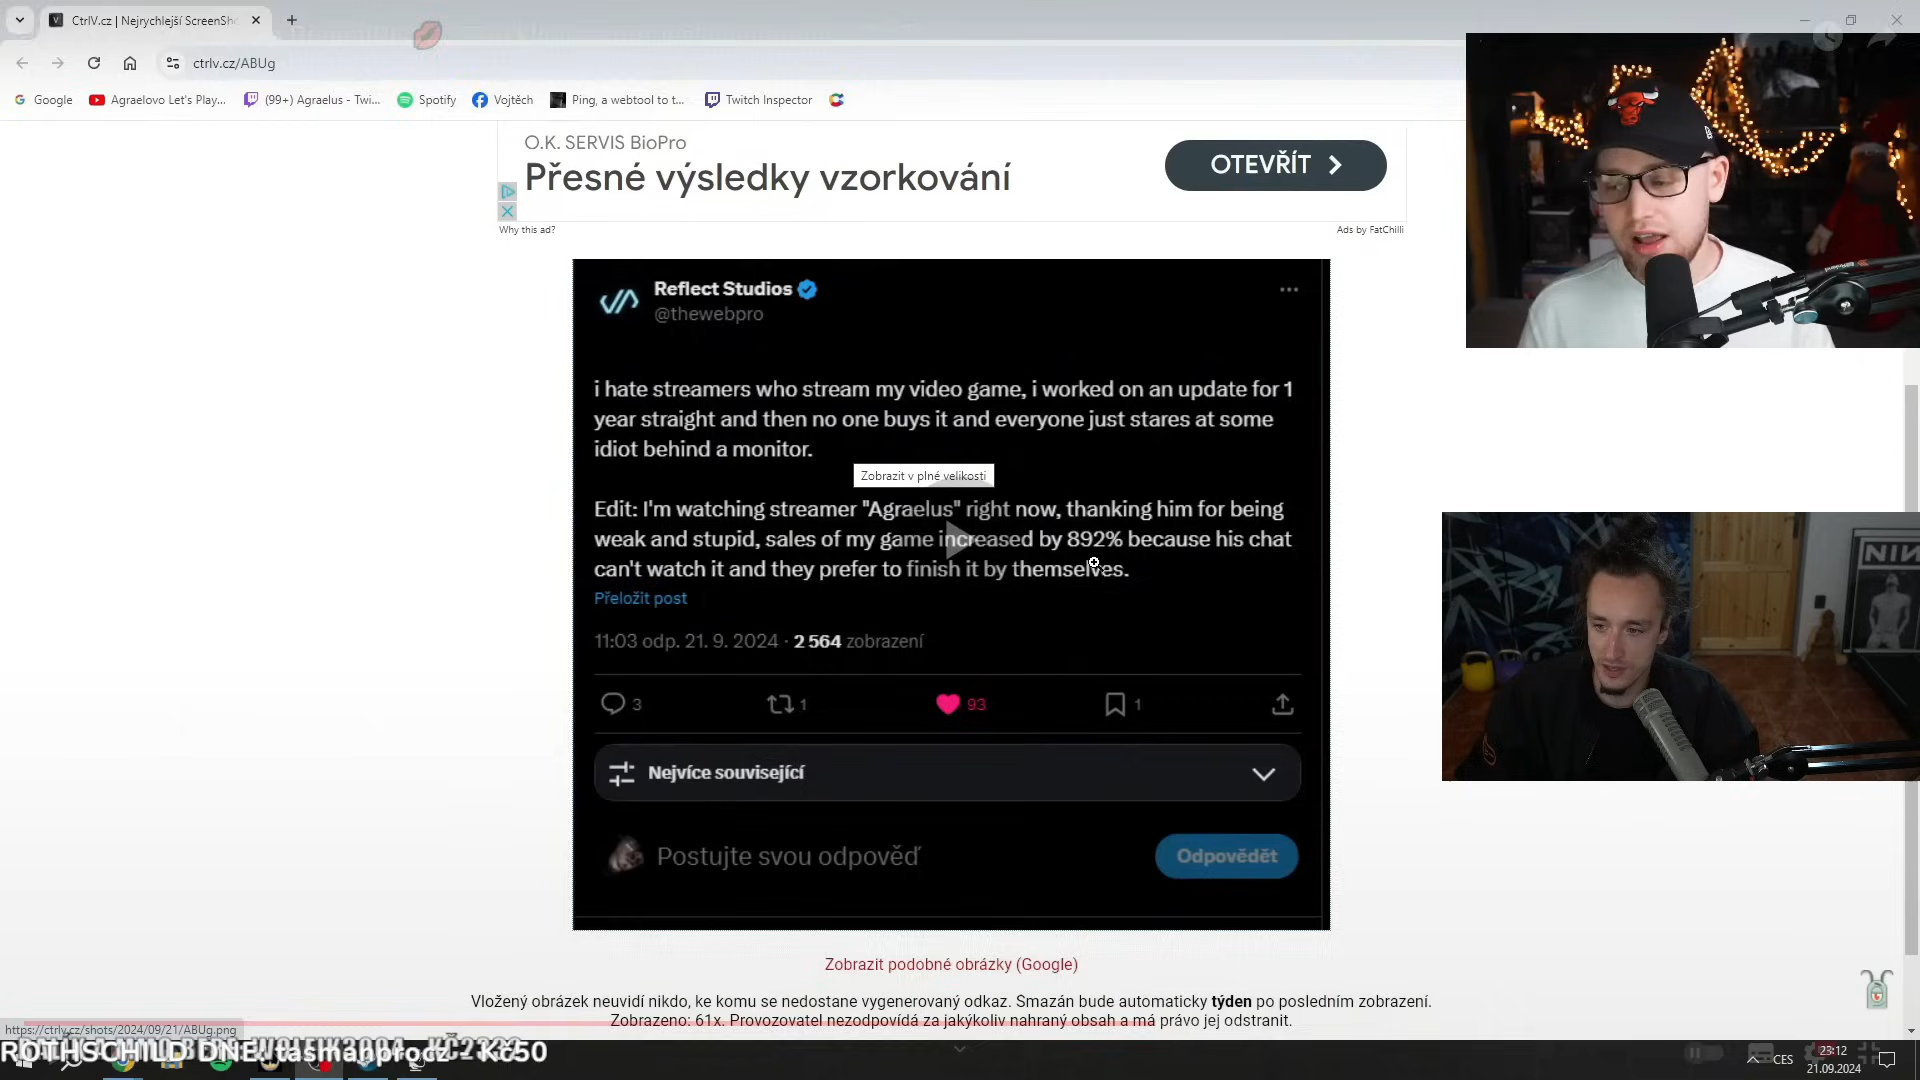 CtrlV.cz | Nejrychlejší ScreenSho
ctrlv.cz/ABUg
Google
Agraelovo Let's Play...
(99+) Agraelus - Twi...
Spotify
Vojtěch
Ping, a webtool to t...
Twitch Inspector
O.K. SERVIS BioPro
Přesné výsledky vzorkování
OTEVŘÍT
Why this ad?
Ads by FatChilli
Reflect Studios
@thewebpro
i hate streamers who stream my video game, i worked on an update for 1
year straight and then no one buys it and everyone just stares at some
idiot behind a monitor.
Zobrazit v plné velikosti
Edit: I'm watching streamer "Agraelus" right now, thanking him for being
weak and stupid, sales of my game increased by 892% because his chat
can't watch it and they prefer to finish it by themselves.
Přeložit post
11:03 odp. 21. 9. 2024 · 2 564 zobrazení
3
1
93
1
Nejvíce související
Postujte svou odpověď
Odpovědět
NIN
Zobrazit podobné obrázky (Google)
Vložený obrázek neuvidí nikdo, ke komu se nedostane vygenerovaný odkaz. Smazán bude automaticky týden po posledním zobrazení.
Zobrazeno: 61x. Provozovatel nezodpovídá za jakýkoliv nahraný obsah a má právo jej odstranit.
https://ctrlv.cz/shots/2024/09/21/ABUg.png
ROTHSCHILD DNE: tasmanprocz - Kč50
CES
23:12
21.09.2024